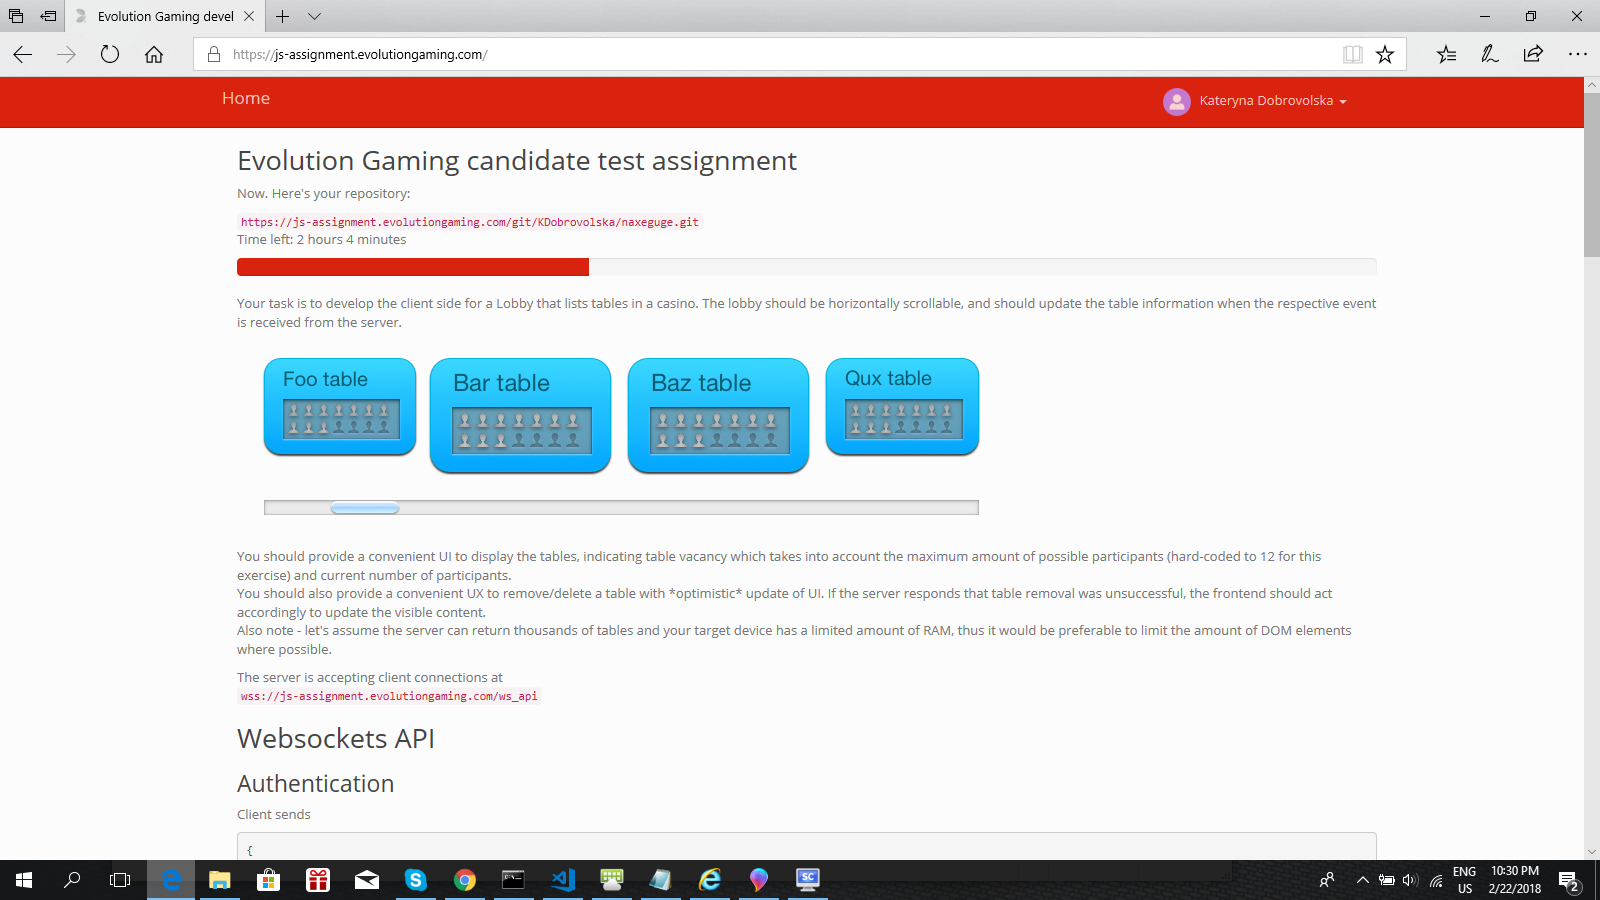 Evolution Gaming devel
https://js-assignment.evolutiongaming.com/
Home
Kateryna Dobrovolska
Evolution Gaming candidate test assignment
Now. Here's your repository:
https://js-assignment.evolutiongaming.com/git/KDobrovolska/naxeguge.git
Time left: 2 hours 4 minutes
Your task is to develop the client side for a Lobby that lists tables in a casino. The lobby should be horizontally scrollable, and should update the table information when the respective event
is received from the server.
Foo table
Bar table
Baz table
Qux table
You should provide a convenient UI to display the tables, indicating table vacancy which takes into account the maximum amount of possible participants (hard-coded to 12 for this
exercise) and current number of participants.
You should also provide a convenient UX to remove/delete a table with *optimistic* update of UI. If the server responds that table removal was unsuccessful, the frontend should act
accordingly to update the visible content.
Also note - let's assume the server can return thousands of tables and your target device has a limited amount of RAM, thus it would be preferable to limit the amount of DOM elements
where possible.
The server is accepting client connections at
wss://js-assignment.evolutiongaming.com/ws_api
Websockets API
Authentication
Client sends
{
SC
ENG
US
10:30 PM
2/22/2018
2